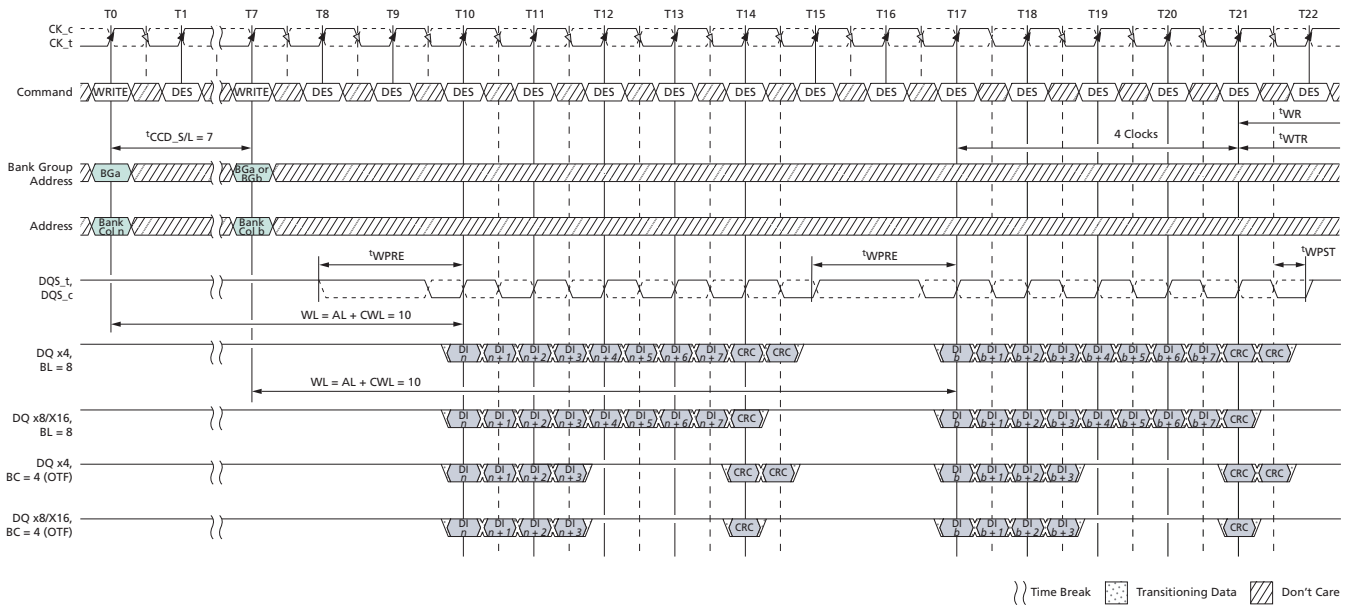 T0 T1 T7 T8 T9 T10 T11 T12 T13 T14 T15 T16 T17 T18 T19 T20 T21 T22
CK_c
CK_t
Command WRITE DES WRITE DES DES DES DES DES DES DES DES DES DES DES DES DES DES DES
tWR
tCCD_S/L = 7 4 Clocks
tWTR
Bank Group
Address
BGa
BGa or
BGb
Address
Bank
Col n
Bank
Col b
tWPRE tWPRE tWPST
DQS_t,
DQS_c
WL = AL + CWL = 10
DQ x4,
BL = 8
DI DI DI DI DI DI DI DI CRC CRC DI DI DI DI DI DI DI DI CRC CRC
n n + 1 n + 2 n + 3 n + 4 n + 5 n + 6 n + 7 b b + 1 b + 2 b + 3 b + 4 b + 5 b + 6 b + 7
WL = AL + CWL = 10
DQ x8/X16,
BL = 8
DI DI DI DI DI DI DI DI CRC DI DI DI DI DI DI DI DI CRC
n n + 1 n + 2 n + 3 n + 4 n + 5 n + 6 n + 7 b b + 1 b + 2 b + 3 b + 4 b + 5 b + 6 b + 7
DQ x4,
BC = 4 (OTF)
DI DI DI DI CRC CRC DI DI DI DI CRC CRC
n n + 1 n + 2 n + 3 b b + 1 b + 2 b + 3
DQ x8/X16,
BC = 4 (OTF)
DI DI DI DI CRC DI DI DI DI CRC
n n + 1 n + 2 n + 3 b b + 1 b + 2 b + 3
Time Break Transitioning Data Don't Care